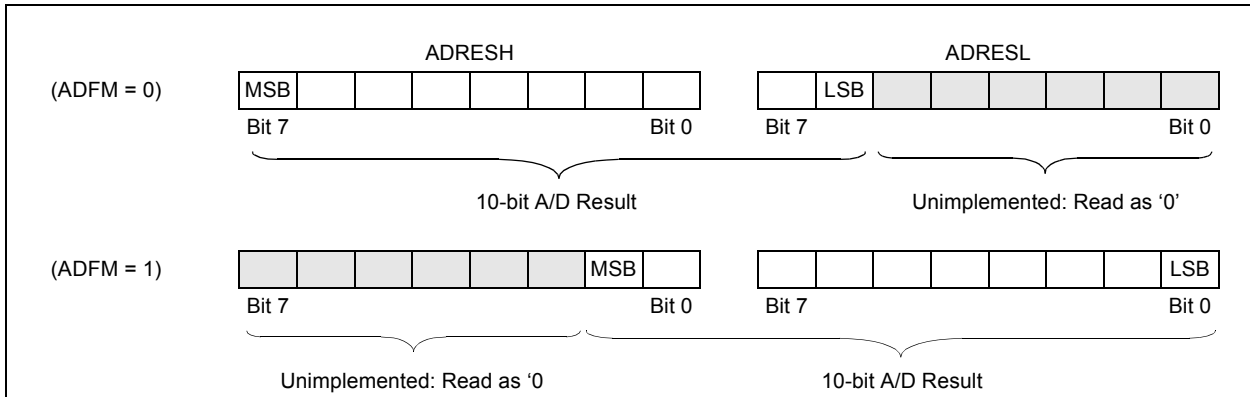 ADRESH ADRESL
(ADFM = 0) MSB LSB
Bit 7 Bit 0 Bit 7 Bit 0
10-bit A/D Result Unimplemented: Read as ‘0’
(ADFM = 1) MSB LSB
Bit 7 Bit 0 Bit 7 Bit 0
Unimplemented: Read as ‘0 10-bit A/D Result